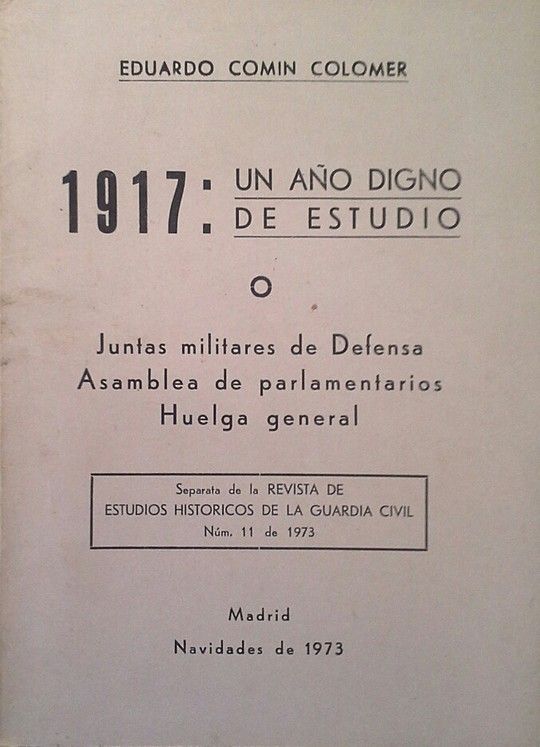 EDUARDO COMIN COLOMER
1917: UN AÑO DIGNO
DE ESTUDIO
O
Juntas militares de Defensa
Asamblea de parlamentarios
Huelga general
Separata de la REVISTA DE
ESTUDIOS HISTORICOS DE LA GUARDIA CIVIL
Núm. 11 de 1973
Madrid
Navidades de 1973